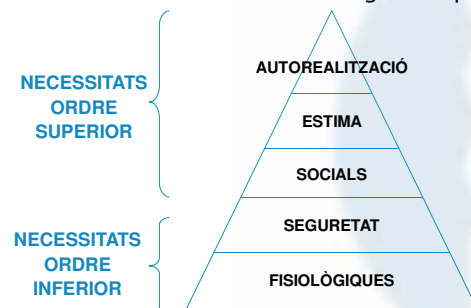 AUTOREALITZACIÓ
NECESSITATS
ORDRE
SUPERIOR
ESTIMA
SOCIALS
SEGURETAT
NECESSITATS
ORDRE
INFERIOR
FISIOLÒGIQUES